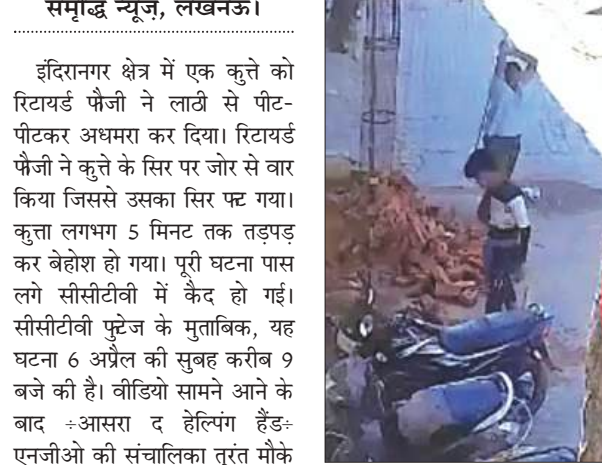 समृद्धि न्यूज़, लखनऊ।
इंदिरानगर क्षेत्र में एक कुत्ते को
रिटायर्ड फौजी ने लाठी से पीट-
पीटकर अधमरा कर दिया। रिटायर्ड
फौजी ने कुत्ते के सिर पर जोर से वार
किया जिससे उसका सिर फ्ट गया।
कुत्ता लगभग 5 मिनट तक तड़पड़
कर बेहोश हो गया। पूरी घटना पास
लगे सीसीटीवी में कैद हो गई।
सीसीटीवी फुटेज के मुताबिक, यह
घटना 6 अप्रैल की सुबह करीब 9
बजे की है। वीडियो सामने आने के
बाद ÷आसरा द हेल्पिंग हैंड÷
एनजीओ की संचालिका तुरंत मौके